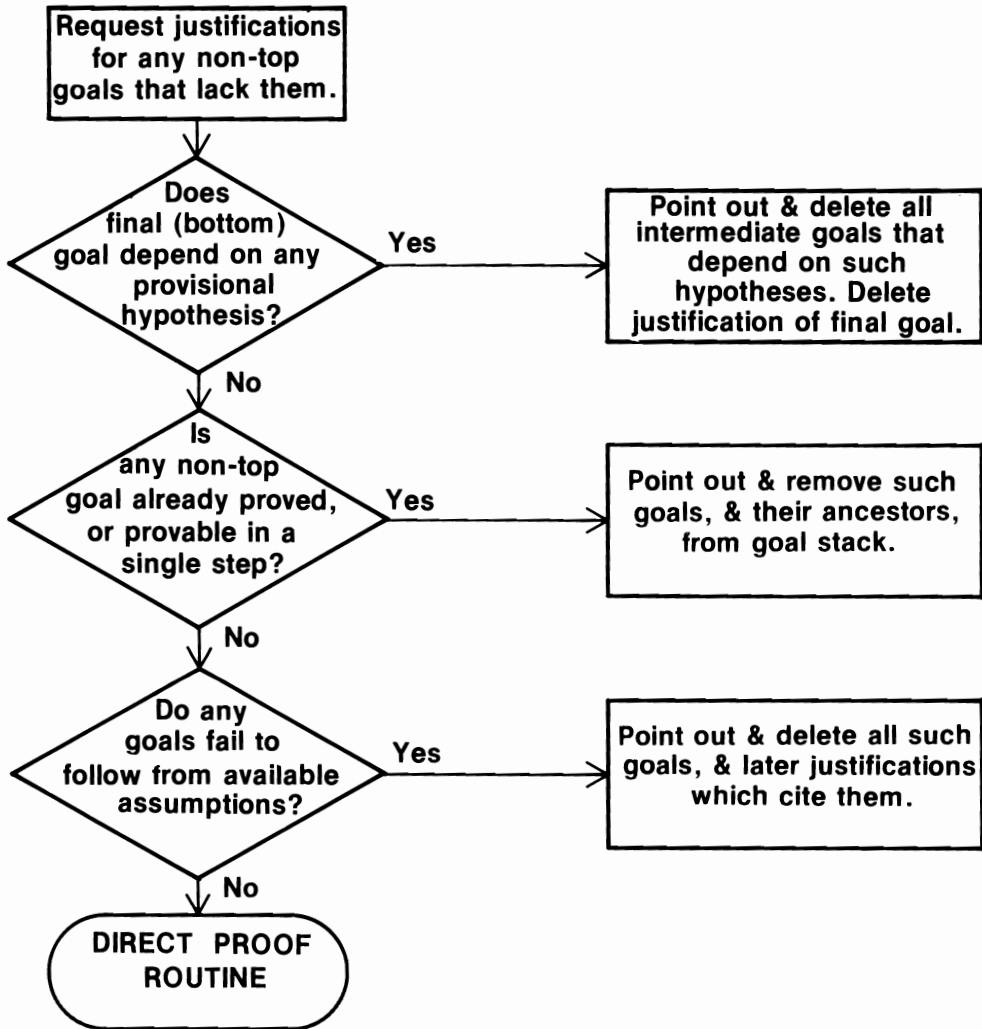 Request justifications
for any non-top
goals that lack them.
Does
final (bottom)
goal depend on any
provisional
hypothesis?
Yes
Point out & delete all
intermediate goals that
depend on such
hypotheses. Delete
justification of final goal.
No
Is
any non-top
goal already proved,
or provable in a
single step?
Yes
Point out & remove such
goals, & their ancestors,
from goal stack.
No
Do any
goals fail to
follow from available
assumptions?
Yes
Point out & delete all such
goals, & later justifications
which cite them.
No
DIRECT PROOF
ROUTINE